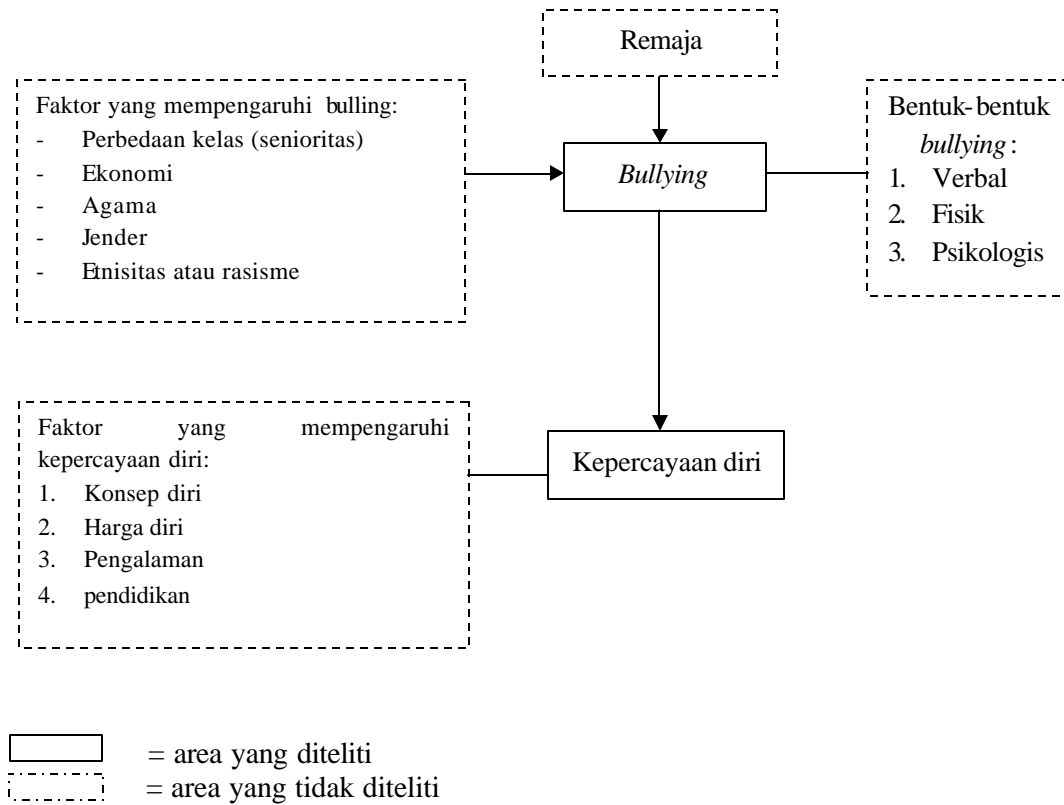 Remaja
Faktor yang mempengaruhi bulling:
- Perbedaan kelas (senioritas)
- Ekonomi
- Agama
- Jender
- Etnisitas atau rasisme
Bullying
Bentuk-bentuk
bullying:
1. Verbal
2. Fisik
3. Psikologis
Faktor yang mempengaruhi
kepercayaan diri:
1. Konsep diri
2. Harga diri
3. Pengalaman
4. pendidikan
Kepercayaan diri
= area yang diteliti
= area yang tidak diteliti